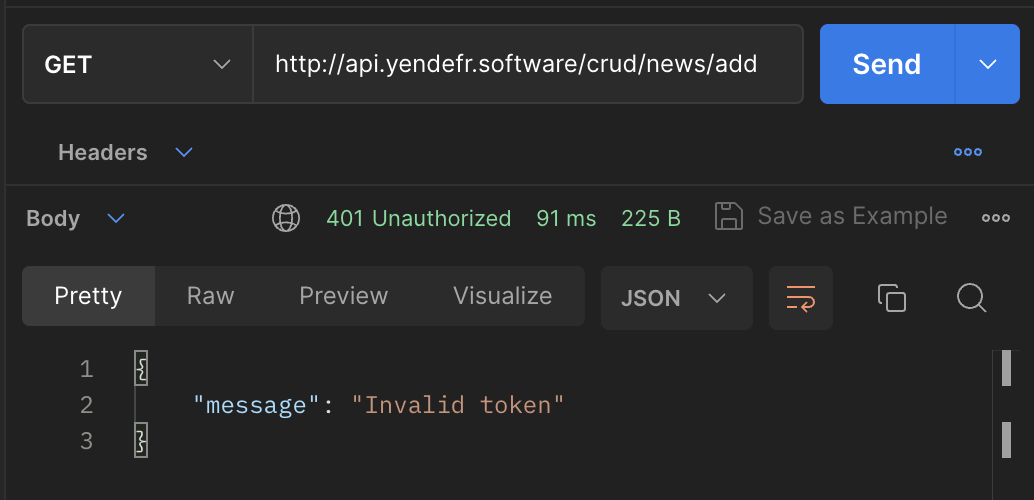 GET http://api.yendefr.software/crud/news/add Send
Headers
Body 401 Unauthorized 91 ms 225 B Save as Example
Pretty Raw Preview Visualize JSON
1 {
2 "message": "Invalid token"
3 }